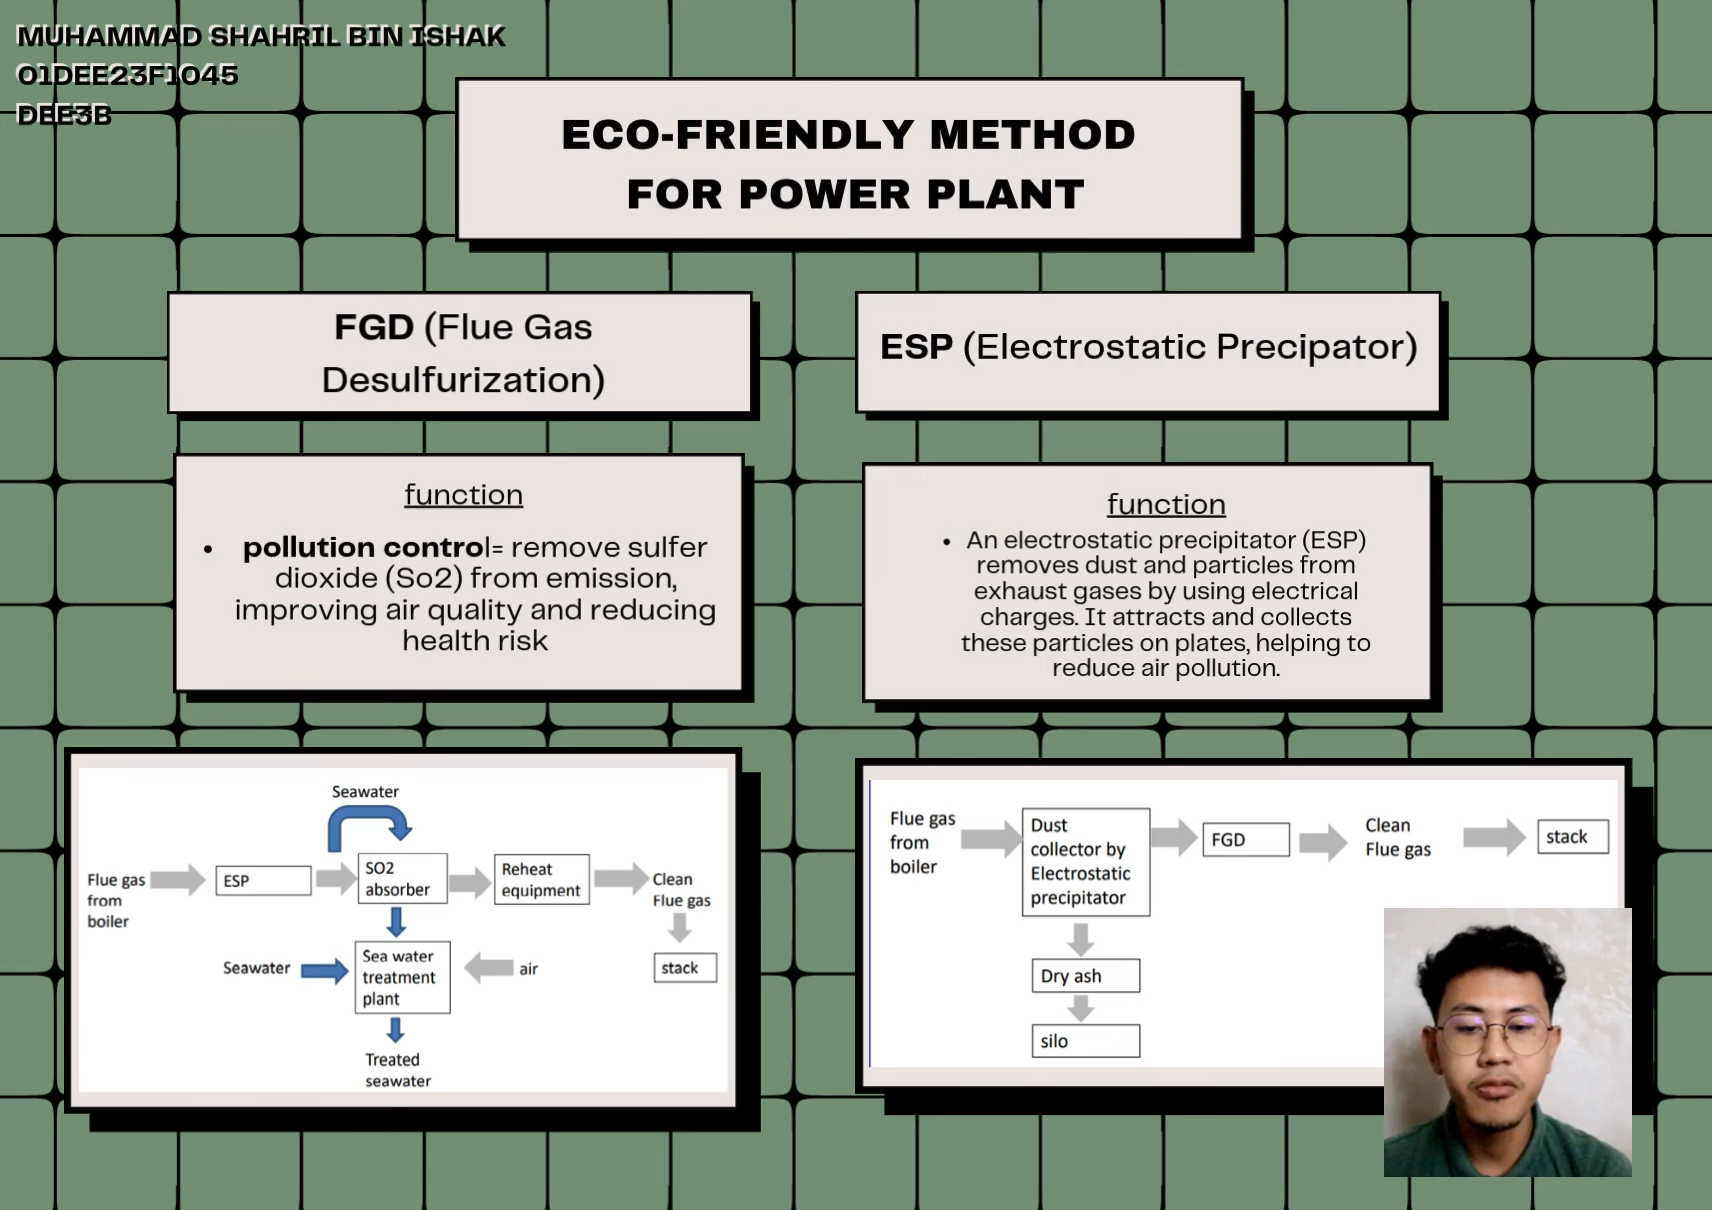 MUHAMMAD SHAHRIL BIN ISHAK
01DEE23F1045
DEE3B
ECO-FRIENDLY METHOD
FOR POWER PLANT
FGD (Flue Gas
Desulfurization)
function
• pollution control= remove sulfer
dioxide (So2) from emission,
improving air quality and reducing
health risk
Seawater
Flue gas
from
boiler
ESP
SO2
absorber
Reheat
equipment
Clean
Flue gas
stack
Seawater
Sea water
treatment
plant
air
Treated
seawater
ESP (Electrostatic Precipator)
function
• An electrostatic precipitator (ESP)
removes dust and particles from
exhaust gases by using electrical
charges. It attracts and collects
these particles on plates, helping to
reduce air pollution.
Flue gas
from
boiler
Dust
collector by
Electrostatic
precipitator
FGD
Clean
Flue gas
stack
Dry ash
silo